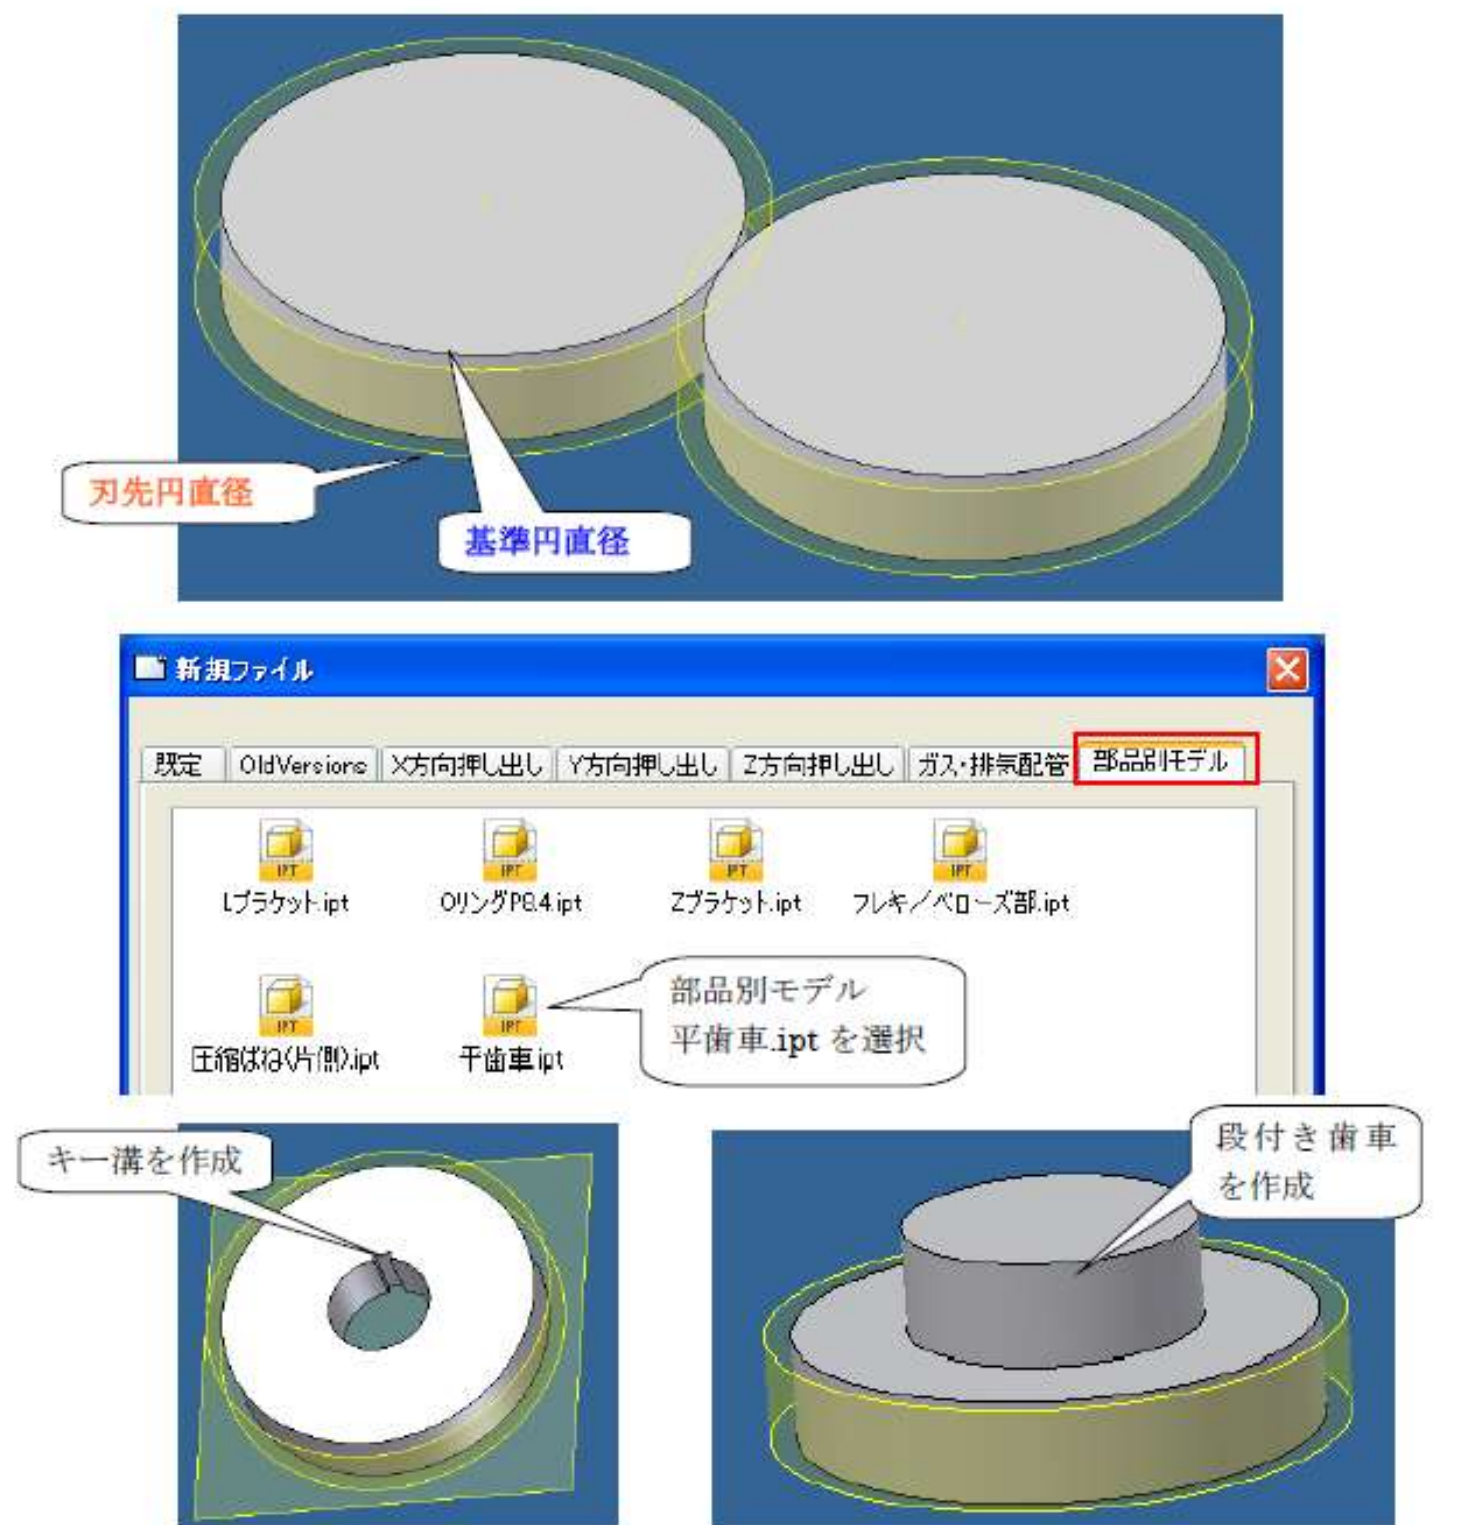 刃先円直径
基準円直径
新規ファイル
既定 OldVersions X方向押し出し Y方向押し出し Z方向押し出し ガス・排気配管 部品別モデル
IPT IPT IPT IPT
Lブラケット.ipt OリングP8.4.ipt Zブラケット.ipt フレキ/ベローズ部.ipt
部品別モデル
平歯車.ipt を選択
IPT IPT
圧縮ばね(片側).ipt 平歯車.ipt
キー溝を作成
段付き歯車
を作成